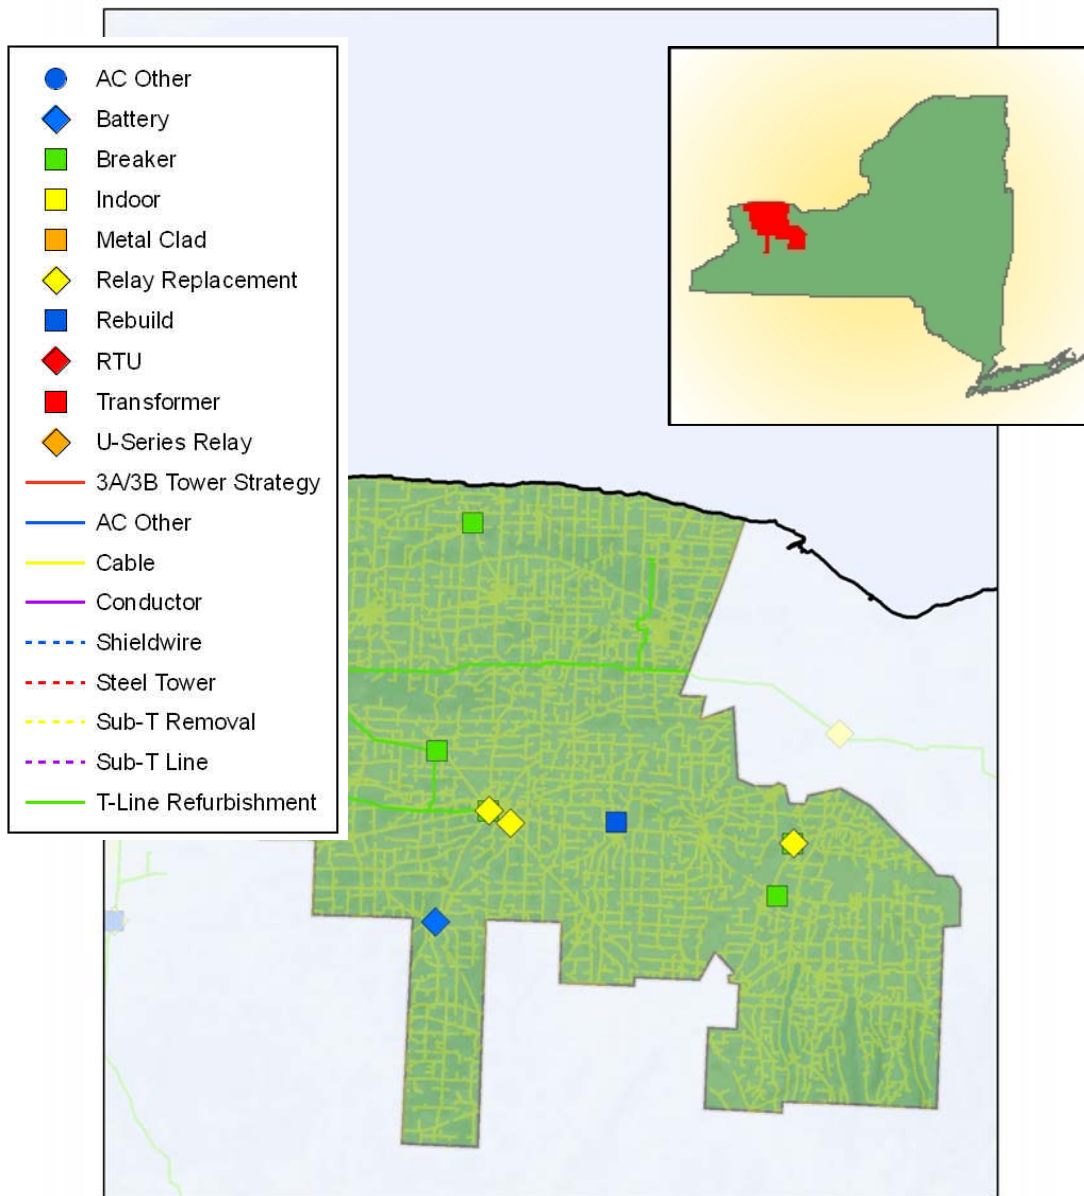 AC Other
Battery
Breaker
Indoor
Metal Clad
Relay Replacement
Rebuild
RTU
Transformer
U-Series Relay
3A/3B Tower Strategy
AC Other
Cable
Conductor
Shieldwire
Steel Tower
Sub-T Removal
Sub-T Line
T-Line Refurbishment